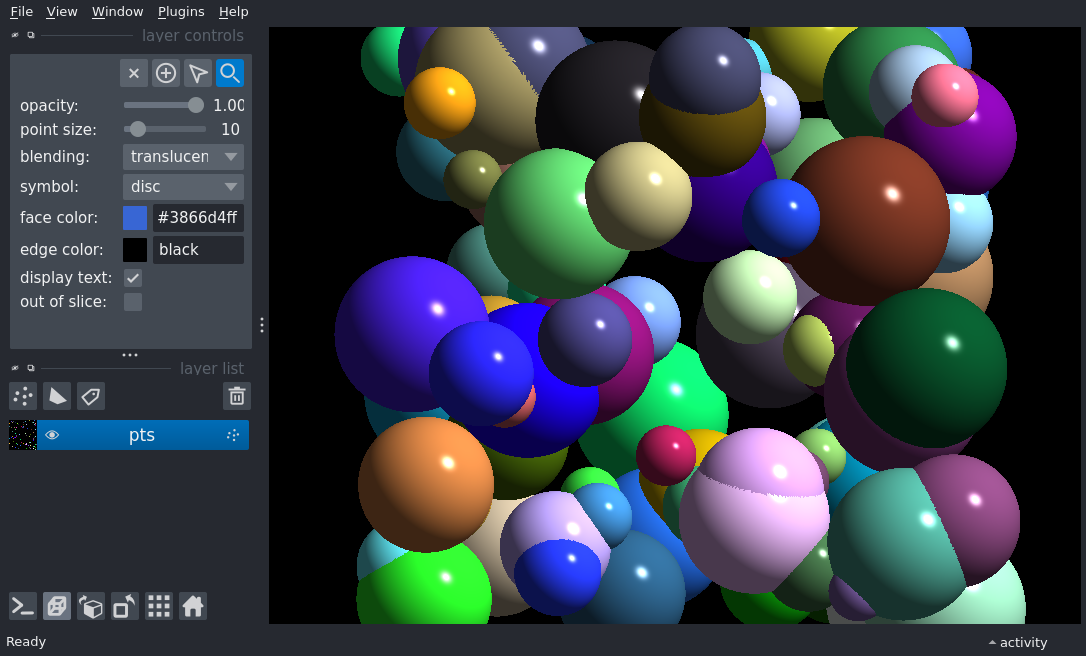 File View Window Plugins Help
layer controls
opacity: 1.00
point size: 10
blending: translucen
symbol: disc
face color: #3866d4ff
edge color: black
display text:
out of slice:
layer list
pts
Ready
activity